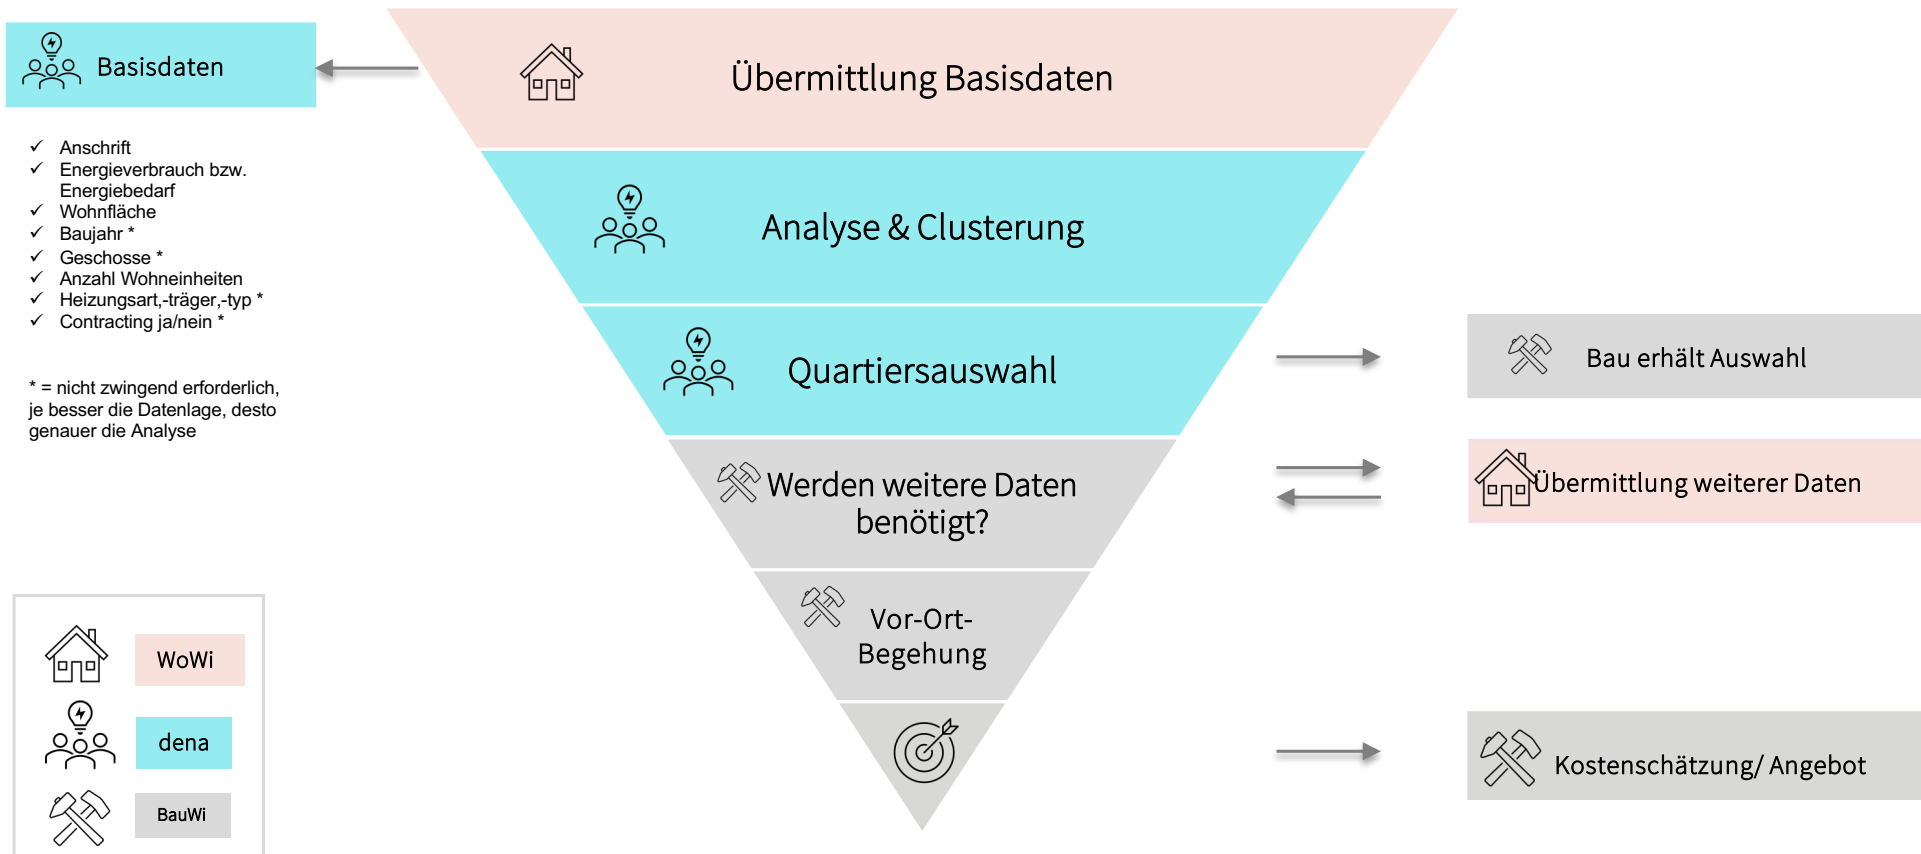 Basisdaten
Anschrift
Energieverbrauch bzw.
Energiebedarf
Wohnfläche
Baujahr *
Geschosse *
Anzahl Wohneinheiten
Heizungsart,-träger,-typ *
Contracting ja/nein *
* = nicht zwingend erforderlich,
je besser die Datenlage, desto
genauer die Analyse
Übermittlung Basisdaten
Analyse & Clusterung
Quartiersauswahl
Werden weitere Daten
benötigt?
Vor-Ort-
Begehung
Bau erhält Auswahl
Übermittlung weiterer Daten
Kostenschätzung/ Angebot
WoWi
dena
BauWi